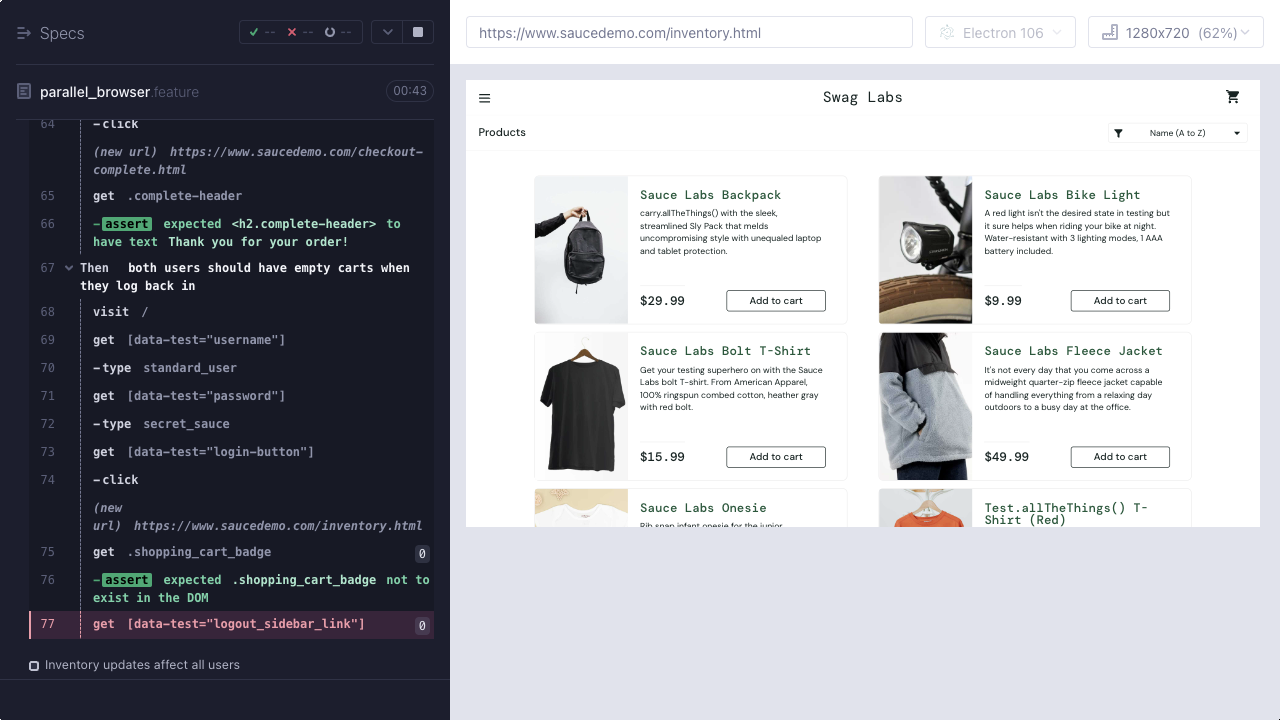 Specs
--
--
--
parallel_browser.feature
00:43
64
-click
(new url) https://www.saucedemo.com/checkout-
complete.html
65 get .complete-header
66 -assert expected <h2.complete-header> to
have text Thank you for your order!
67 Then both users should have empty carts when
they log back in
68 visit /
69 get [data-test="username"]
70 -type standard_user
71 get [data-test="password"]
72 -type secret_sauce
73 get [data-test="login-button"]
74 -click
(new
url) https://www.saucedemo.com/inventory.html
75 get .shopping_cart_badge 0
76 -assert expected .shopping_cart_badge not to
exist in the DOM
77 get [data-test="logout_sidebar_link"] 0
Inventory updates affect all users
https://www.saucedemo.com/inventory.html
Electron 106
1280x720 (62%)
Swag Labs
Products
Name (A to Z)
Sauce Labs Backpack
carry.allTheThings() with the sleek,
streamlined Sly Pack that melds
uncompromising style with unequaled laptop
and tablet protection.
$29.99
Add to cart
Sauce Labs Bike Light
A red light isn't the desired state in testing but
it sure helps when riding your bike at night.
Water-resistant with 3 lighting modes, 1 AAA
battery included.
$9.99
Add to cart
Sauce Labs Bolt T-Shirt
Get your testing superhero on with the Sauce
Labs bolt T-shirt. From American Apparel,
100% ringspun combed cotton, heather gray
with red bolt.
$15.99
Add to cart
Sauce Labs Fleece Jacket
It's not every day that you come across a
midweight quarter-zip fleece jacket capable
of handling everything from a relaxing day
outdoors to a busy day at the office.
$49.99
Add to cart
Sauce Labs Onesie
Rib snap infant onesie for the junior
Test.allTheThings() T-
Shirt (Red)